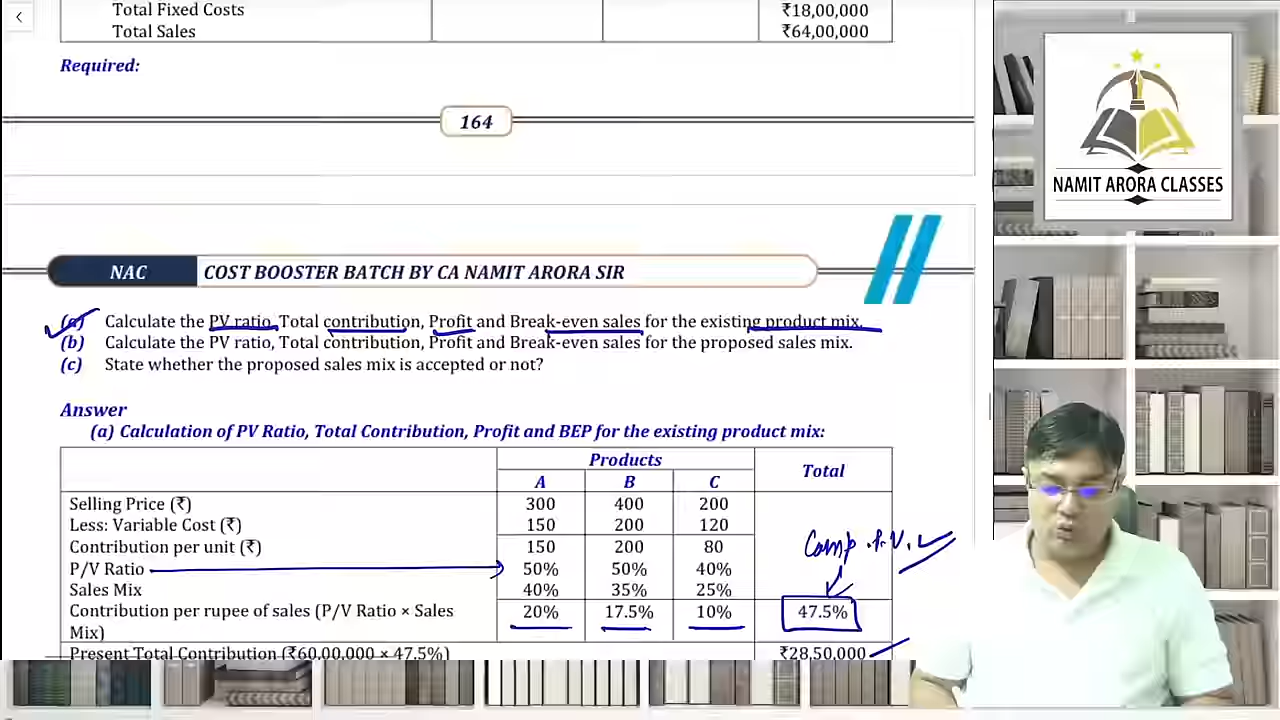 Total Fixed Costs ₹18,00,000
Total Sales ₹64,00,000
Required:
164
NAMIT ARORA CLASSES
NAC COST BOOSTER BATCH BY CA NAMIT ARORA SIR
(a) Calculate the PV ratio, Total contribution, Profit and Break-even sales for the existing product mix.
(b) Calculate the PV ratio, Total contribution, Profit and Break-even sales for the proposed sales mix.
(c) State whether the proposed sales mix is accepted or not?
Answer
(a) Calculation of PV Ratio, Total Contribution, Profit and BEP for the existing product mix:
Products Total
A B C
Selling Price (₹) 300 400 200
Less: Variable Cost (₹) 150 200 120
Contribution per unit (₹) 150 200 80
Comp. P.V.
P/V Ratio 50% 50% 40%
Sales Mix 40% 35% 25%
Contribution per rupee of sales (P/V Ratio × Sales 20% 17.5% 10% 47.5%
Mix)
Present Total Contribution (₹60,00,000 × 47.5%) ₹28,50,000